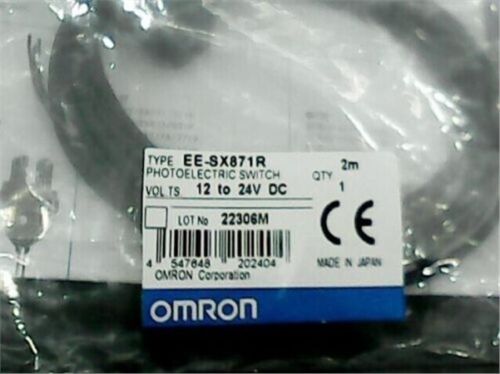 TYPE EE-SX871R 2m
PHOTOELECTRIC SWITCH QTY
VOLTS 12 to 24V DC 1
LOT No 22306M
CE
4 547648 202404
MADE IN JAPAN
OMRON Corporation
OMRON